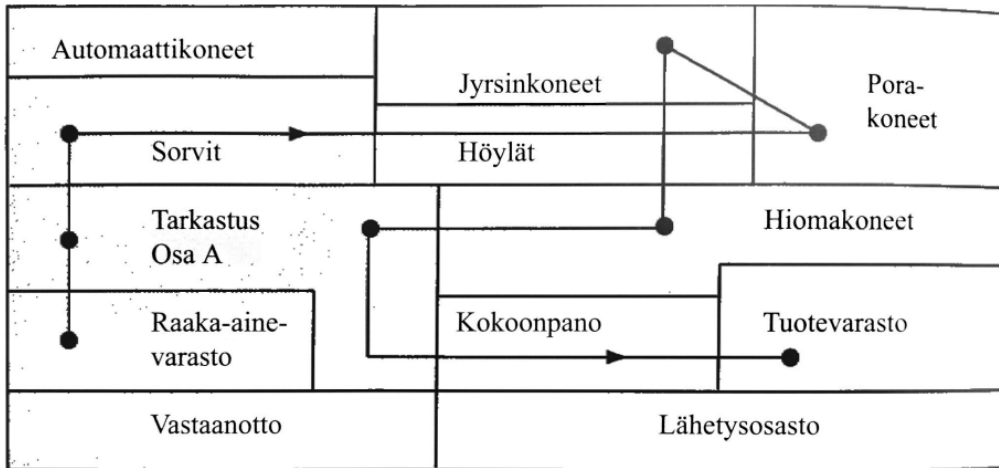 Automaattikoneet
Jyrsinkoneet
Pora-
koneet
Sorvit
Höylät
Tarkastus
Osa A
Hiomakoneet
Raaka-aine-
varasto
Kokoonpano
Tuotevarasto
Vastaanotto
Lähetysosasto